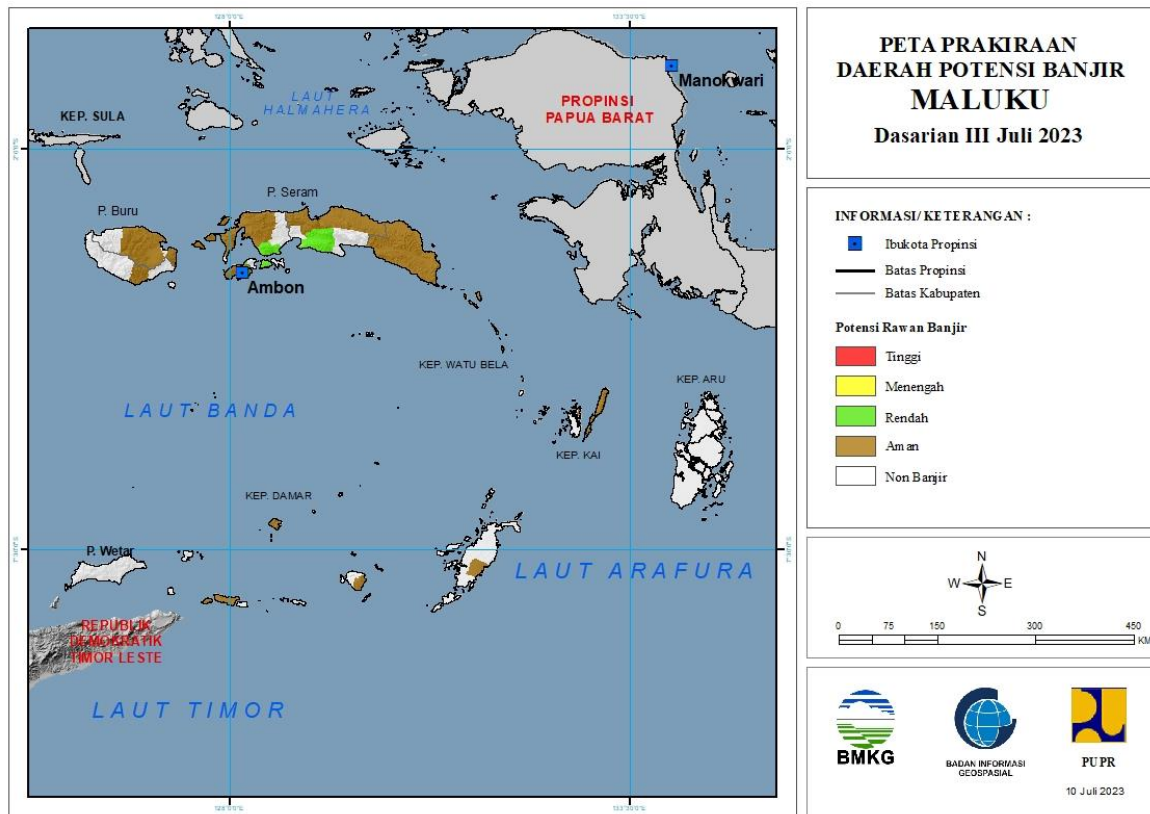 PETA PRAKIRAAN
DAERAH POTENSI BANJIR
MALUKU
Dasarian III Juli 2023
INFORMASI/ KETERANGAN :
Ibukota Propinsi
Batas Propinsi
Batas Kabupaten
Potensi Rawan Banjir
Tinggi
Menengah
Rendah
Aman
Non Banjir
N
W E
S
0 75 150 300 450
KM
BMKG
BADAN INFORMASI
GEOSPASIAL
PUPR
10 Juli 2023
Manokwari
LAUT
HALMAHERA
PROPINSI
PAPUA BARAT
KEP. SULA
P. Seram
P. Buru
Ambon
KEP. WATU BELA
KEP. ARU
LAUT BANDA
KEP. KAI
KEP. DAMAR
P. Wetar
LAUT ARAFURA
REPUBLIK
DEMOKRATIK
TIMOR LESTE
LAUT TIMOR